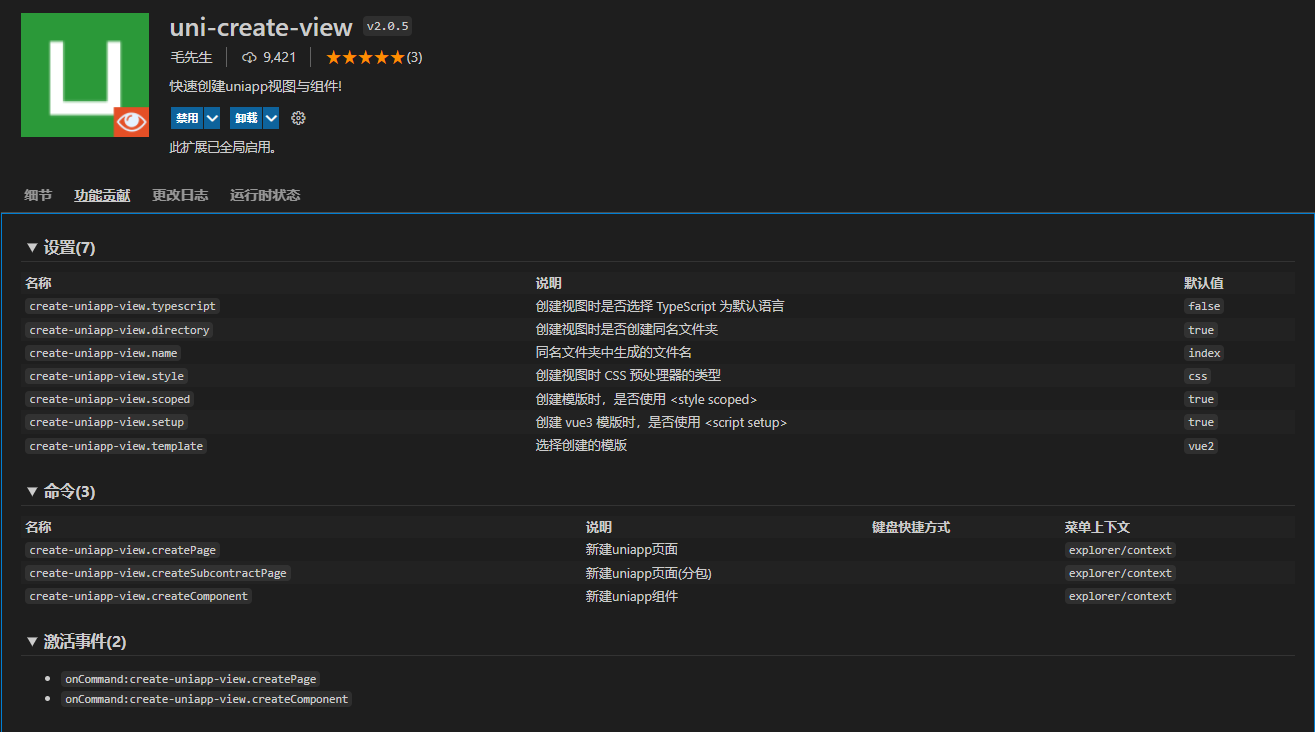 uni-create-view v2.0.5
毛先生 9,421 (3)
快速创建uniapp视图与组件!
禁用 卸载
此扩展已全局启用。
细节 功能贡献 更改日志 运行时状态
▼ 设置(7)
名称 说明 默认值
create-uniapp-view.typescript 创建视图时是否选择 TypeScript 为默认语言 false
create-uniapp-view.directory 创建视图时是否创建同名文件夹 true
create-uniapp-view.name 同名文件夹中生成的文件名 index
create-uniapp-view.style 创建视图时 CSS 预处理器的类型 css
create-uniapp-view.scoped 创建模版时，是否使用 <style scoped> true
create-uniapp-view.setup 创建 vue3 模版时，是否使用 <script setup> true
create-uniapp-view.template 选择创建的模版 vue2
▼ 命令(3)
名称 说明 键盘快捷方式 菜单上下文
create-uniapp-view.createPage 新建uniapp页面 explorer/context
create-uniapp-view.createSubcontractPage 新建uniapp页面(分包) explorer/context
create-uniapp-view.createComponent 新建uniapp组件 explorer/context
▼ 激活事件(2)
• onCommand:create-uniapp-view.createPage
• onCommand:create-uniapp-view.createComponent